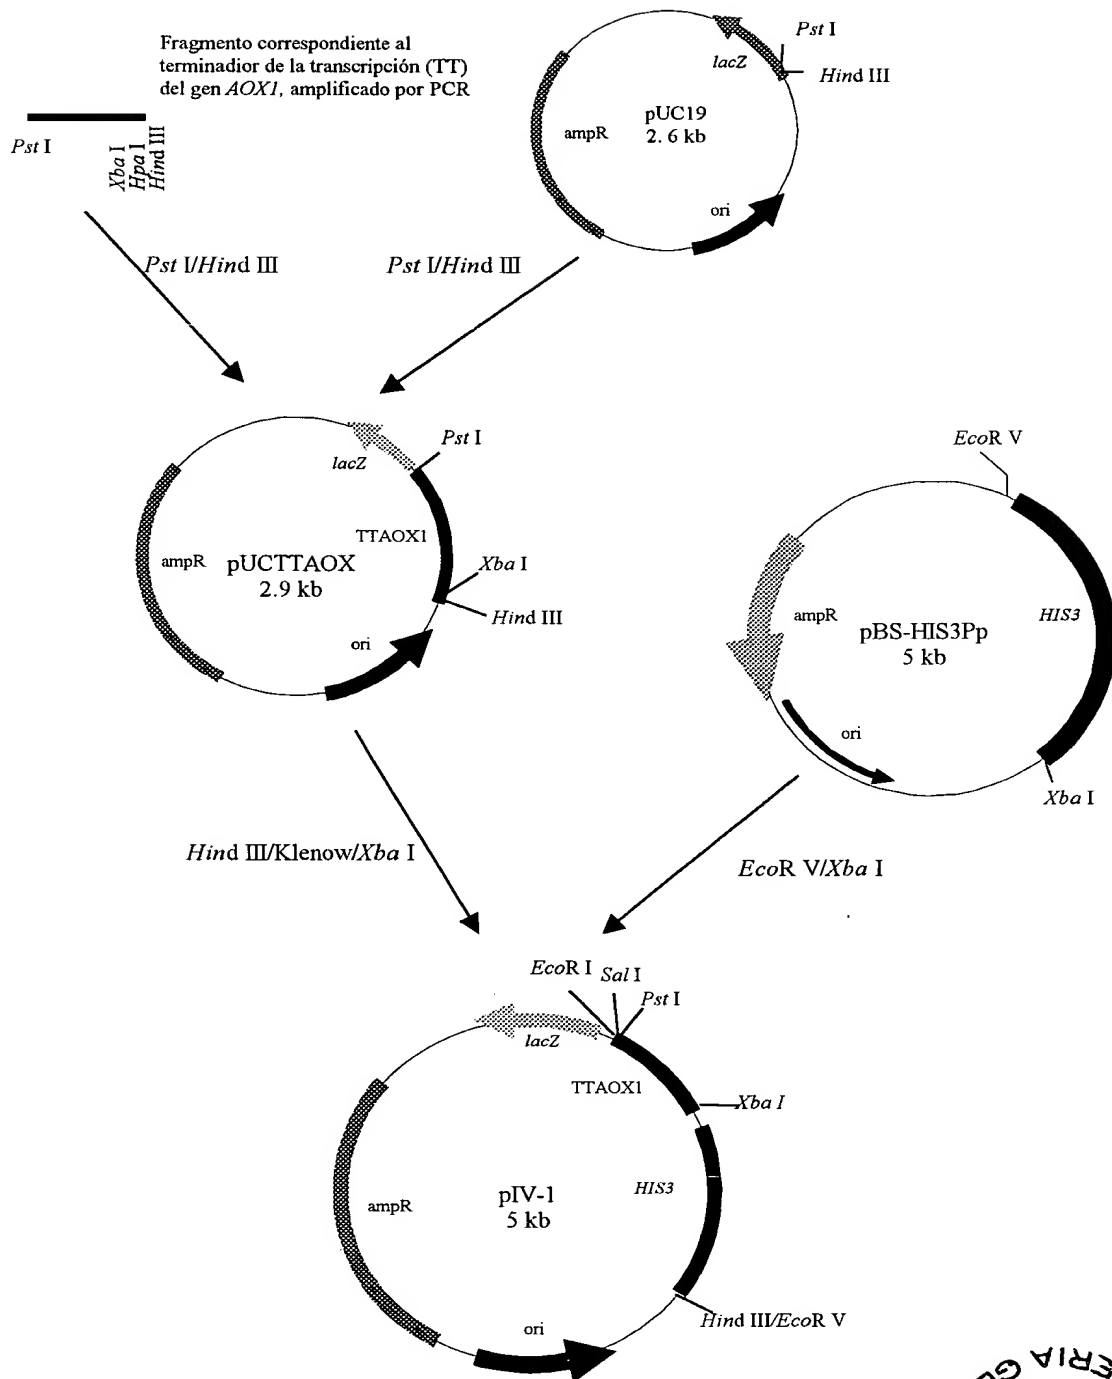 Fragmento correspondiente al
terminadior de la transcripción (TT)
del gen AOX1, amplificado por PCR
Pst I
Xba I
Hpa I
Hind III
Pst I
Hind III
lacZ
pUC19
2. 6 kb
ampR
ori
Pst I/Hind III
Pst I/Hind III
Pst I
lacZ
TTAOX1
ampR
pUCTTAOX
2.9 kb
Xba I
Hind III
ori
EcoR V
ampR
HIS3
pBS-HIS3Pp
5 kb
ori
Xba I
Hind III/Klenow/Xba I
EcoR V/Xba I
EcoR I
Sal I
Pst I
lacZ
TTAOX1
Xba I
HIS3
ampR
pIV-1
5 kb
Hind III/EcoR V
ori